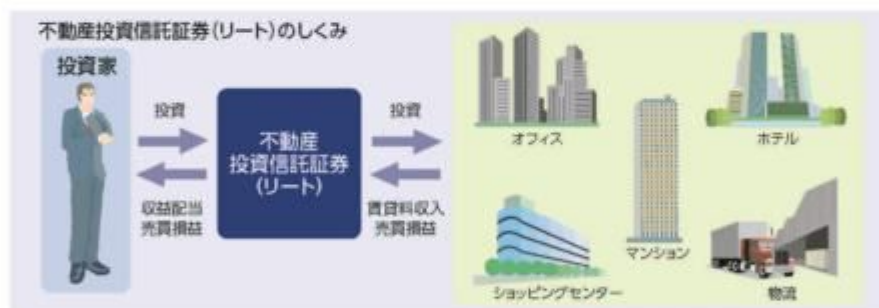 不動産投資信託証券(リート)のしくみ
投資家
投資
収益配当
売買損益
不動産
投資信託証券
(リート)
投資
賃貸料収入
売買損益
オフィス
ホテル
マンション
ショッピングセンター
物流